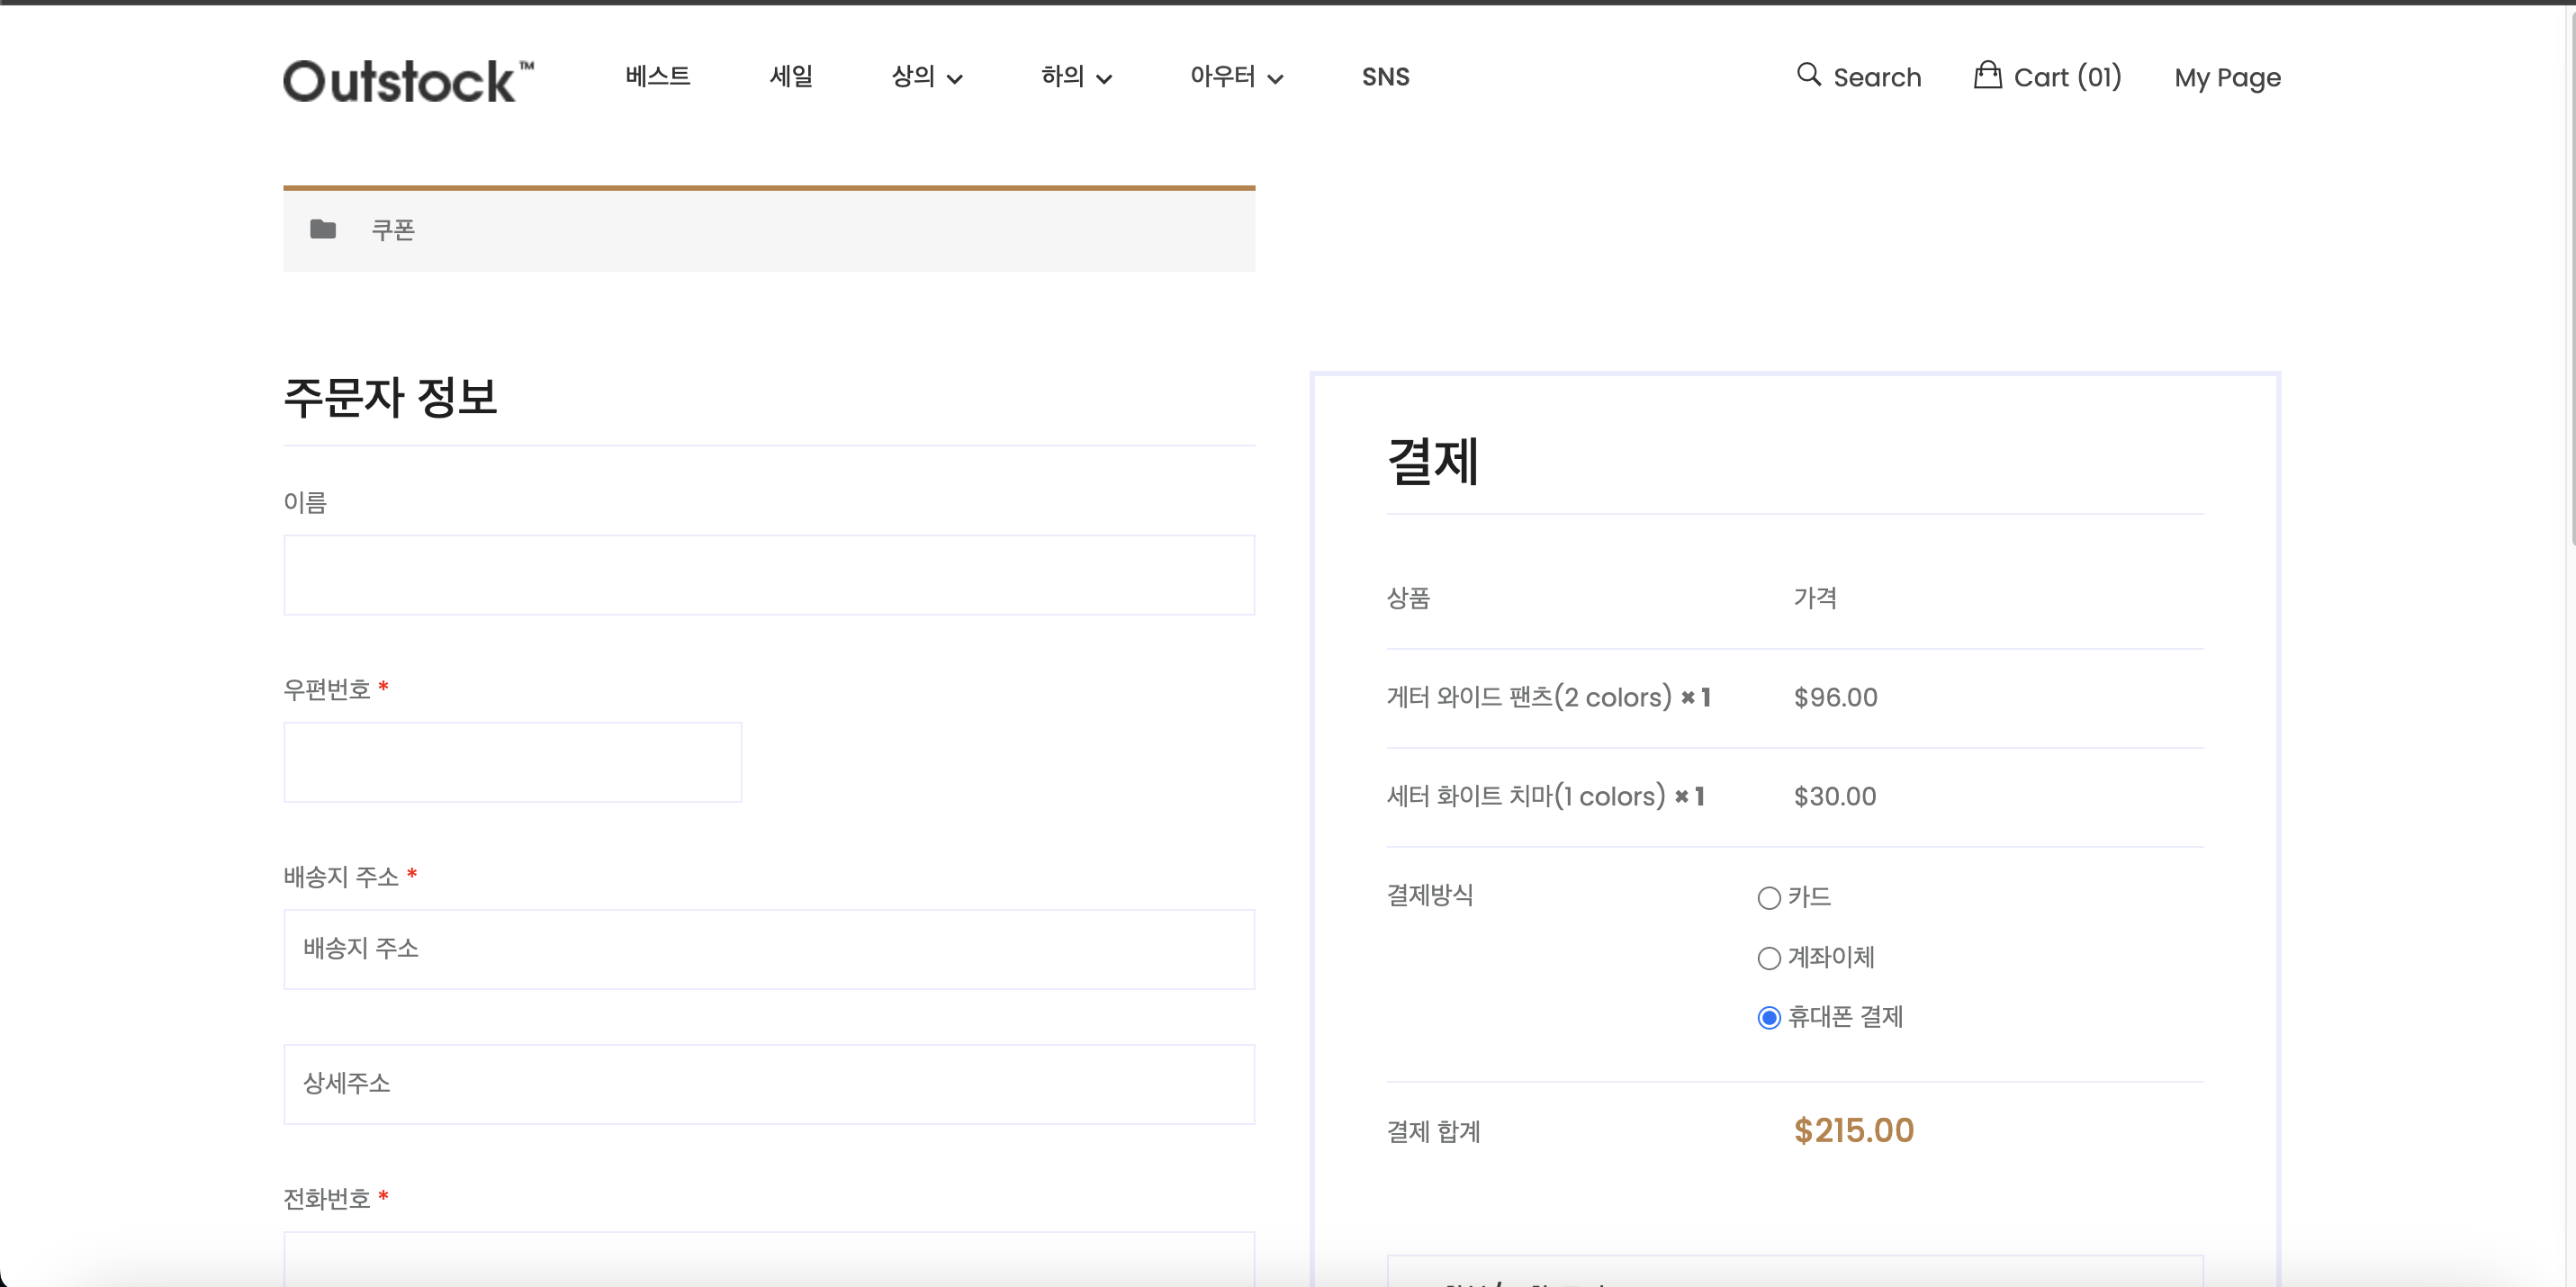 Outstock™
베스트 세일 상의 하의 아우터 SNS
Search Cart (01) My Page
쿠폰
주문자 정보
이름
우편번호 *
배송지 주소 *
배송지 주소
상세주소
전화번호 *
결제
상품 가격
게터 와이드 팬츠(2 colors) × 1 $96.00
세터 화이트 치마(1 colors) × 1 $30.00
결제방식
카드
계좌이체
휴대폰 결제
결제 합계 $215.00